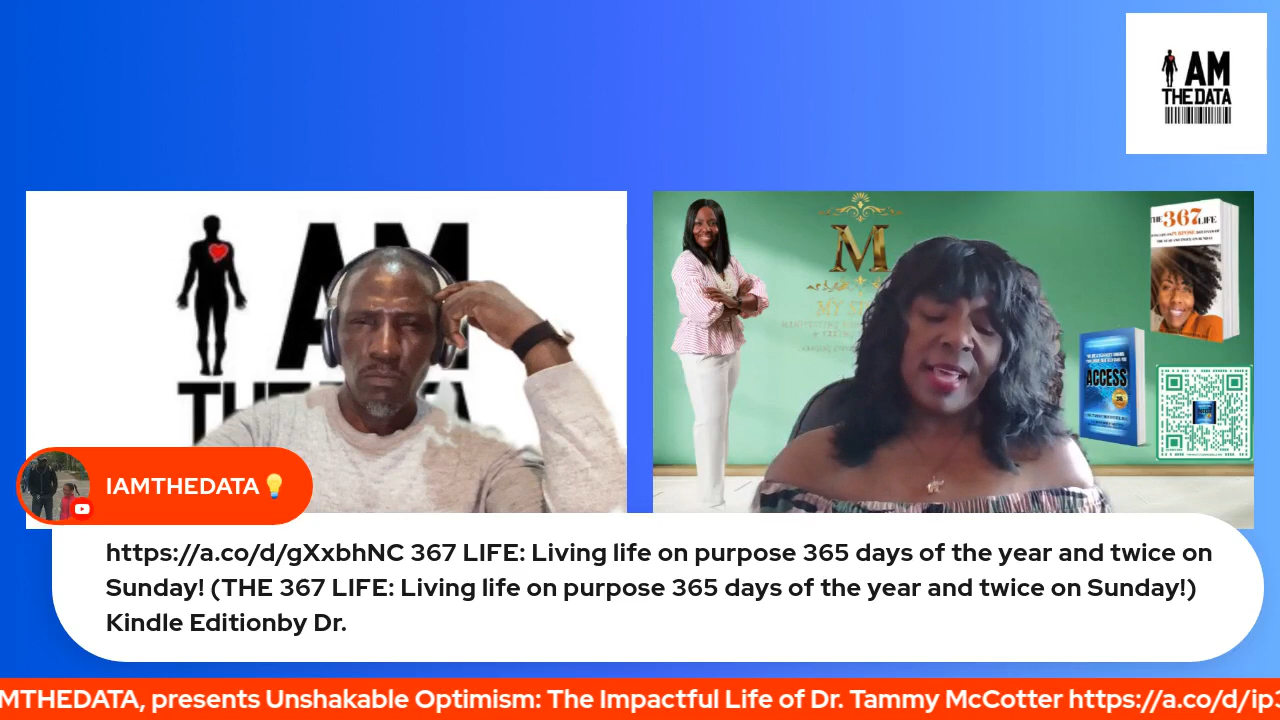 I AM
THE DATA
I AM
M
MY S
THE 367 LIFE
ACCESS
IAMTHEDATA💡
https://a.co/d/gXxbhNC 367 LIFE: Living life on purpose 365 days of the year and twice on
Sunday! (THE 367 LIFE: Living life on purpose 365 days of the year and twice on Sunday!)
Kindle Editionby Dr.
MTHEDATA, presents Unshakable Optimism: The Impactful Life of Dr. Tammy McCotter https://a.co/d/ip